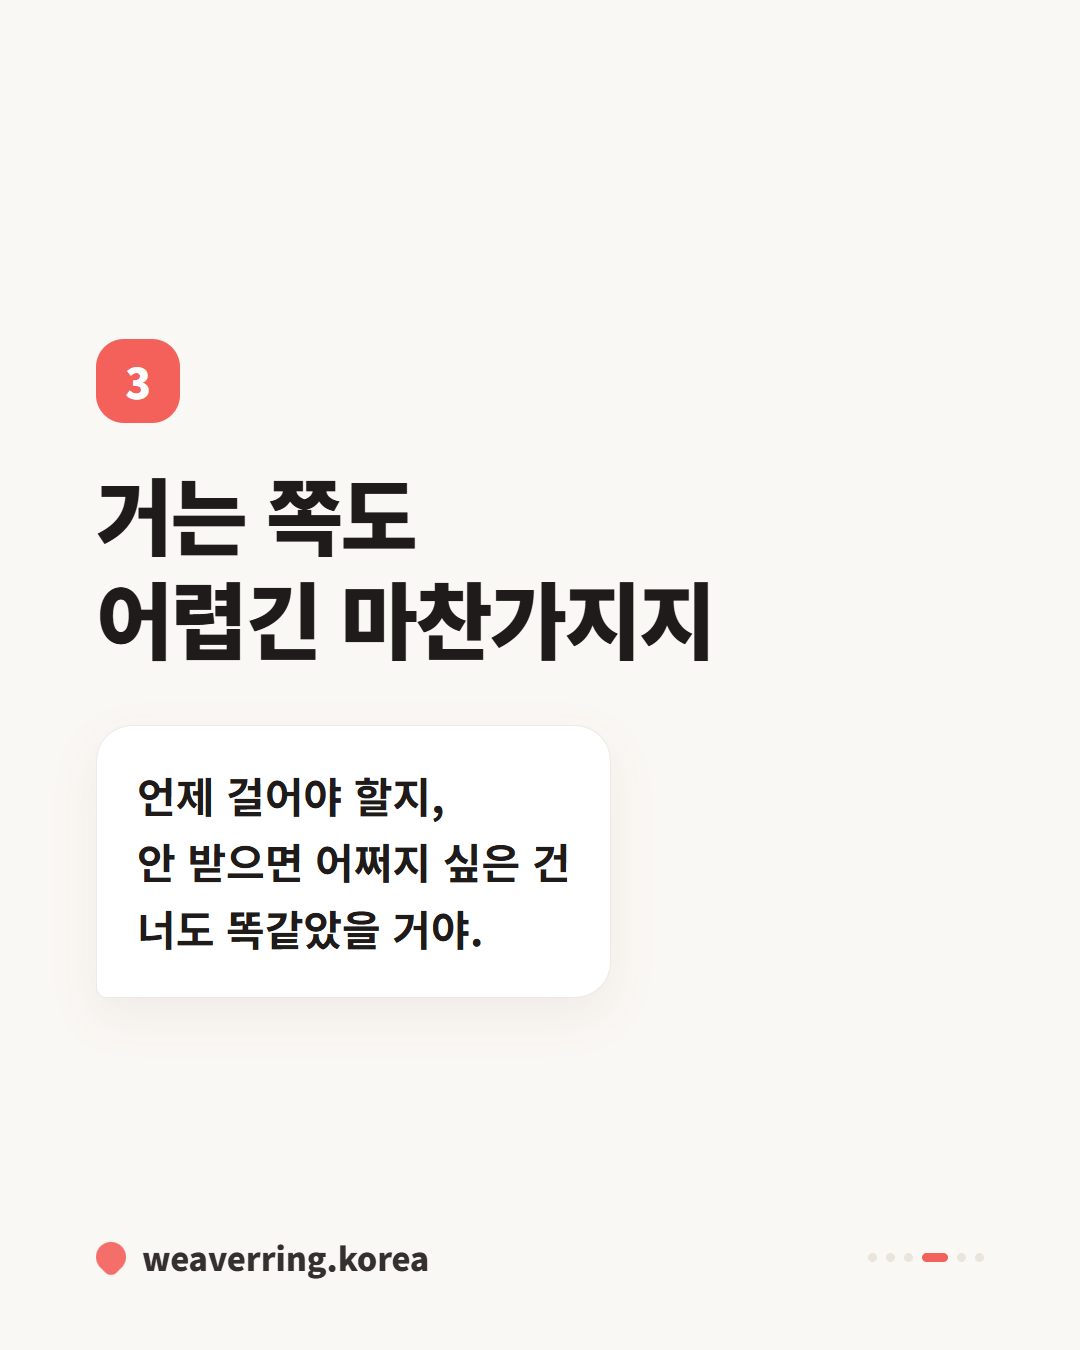 3
거는 쪽도
어렵긴 마찬가지지
언제 걸어야 할지,
안 받으면 어쩌지 싶은 건
너도 똑같았을 거야.
weaverring.korea